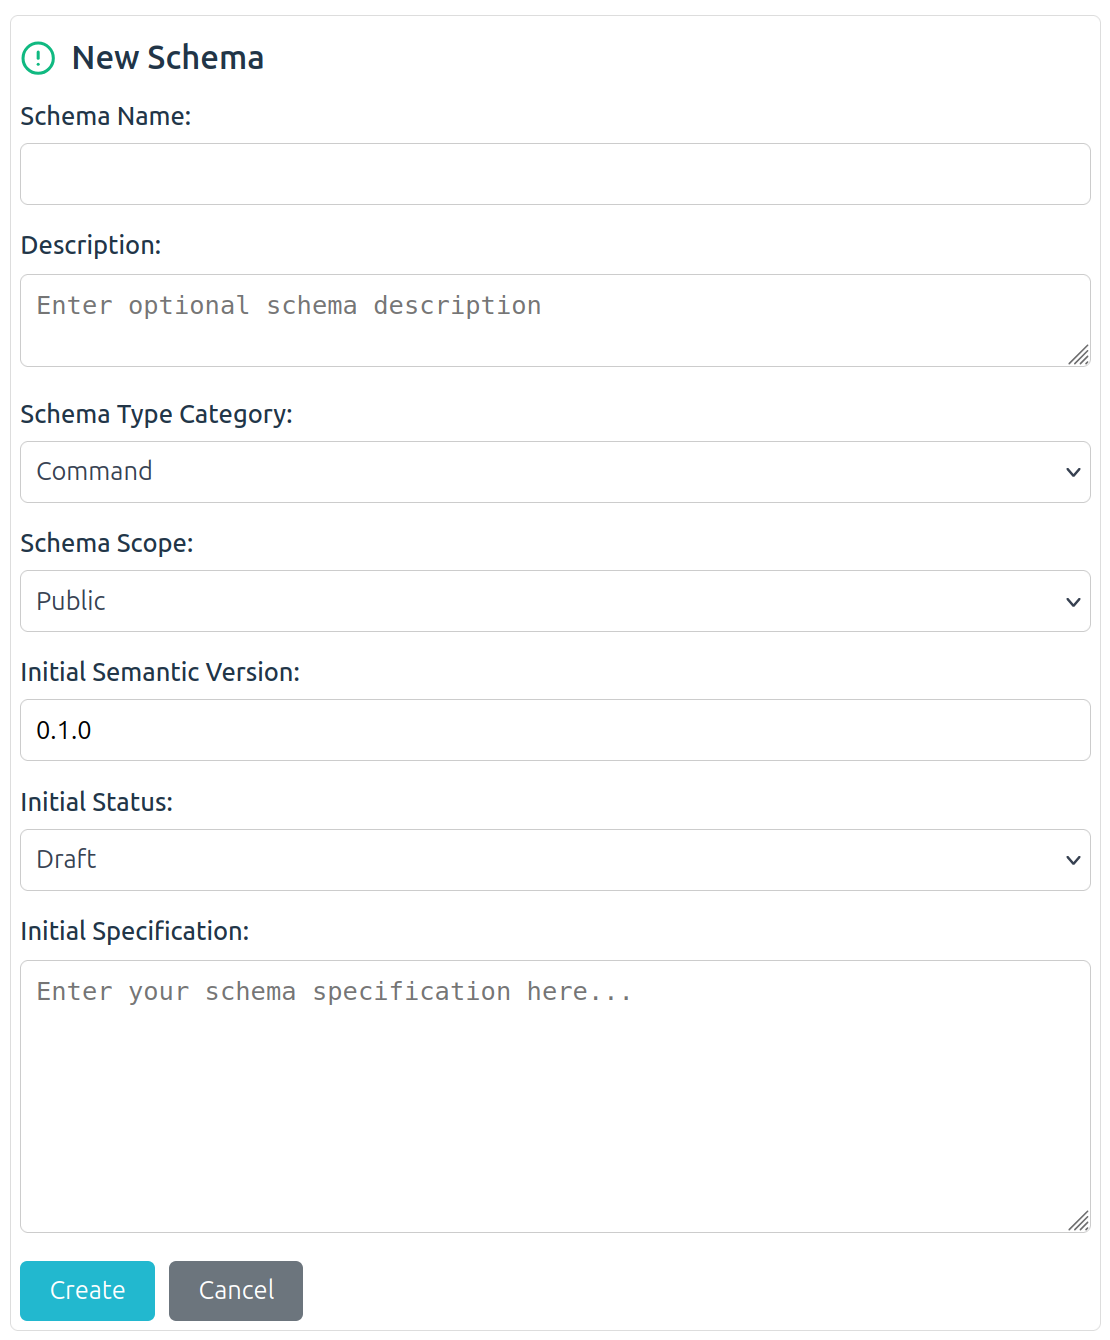 New Schema
Schema Name:
Description:
Enter optional schema description
Schema Type Category:
Command
Schema Scope:
Public
Initial Semantic Version:
0.1.0
Initial Status:
Draft
Initial Specification:
Enter your schema specification here...
Create
Cancel